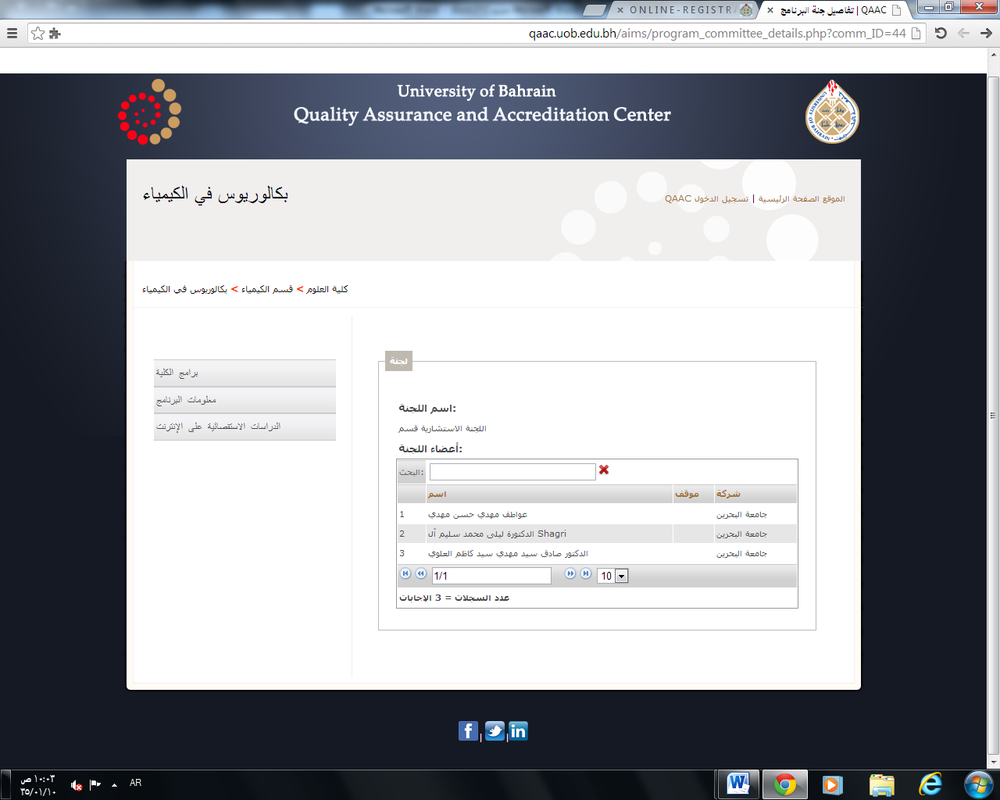 QAAC | تفاصيل جنة البرنامج
ONLINE-REGISTRA
qaac.uob.edu.bh/aims/program_committee_details.php?comm_ID=44
University of Bahrain
Quality Assurance and Accreditation Center
بكالوريوس في الكيمياء
الموقع الصفحة الرئيسية | تسجيل الدخول QAAC
كلية العلوم > قسم الكيمياء > بكالوريوس في الكيمياء
برامج الكلية
معلومات البرنامج
الدراسات الاستقصائية على الإنترنت
لجنة
اسم اللجنة:
اللجنة الاستشارية قسم
أعضاء اللجنة:
البحث:
اسم موقف شركة
1 عواطف مهدي حسن مهدي جامعة البحرين
2 الدكتورة ليلى محمد سليم آل Shagri جامعة البحرين
3 الدكتور صادق سيد مهدي سيد كاظم العلوي جامعة البحرين
1/1 10
عدد السجلات = 3 الإجابات
AR
١٠:٠٣ ص
٣٥/٠١/١٠